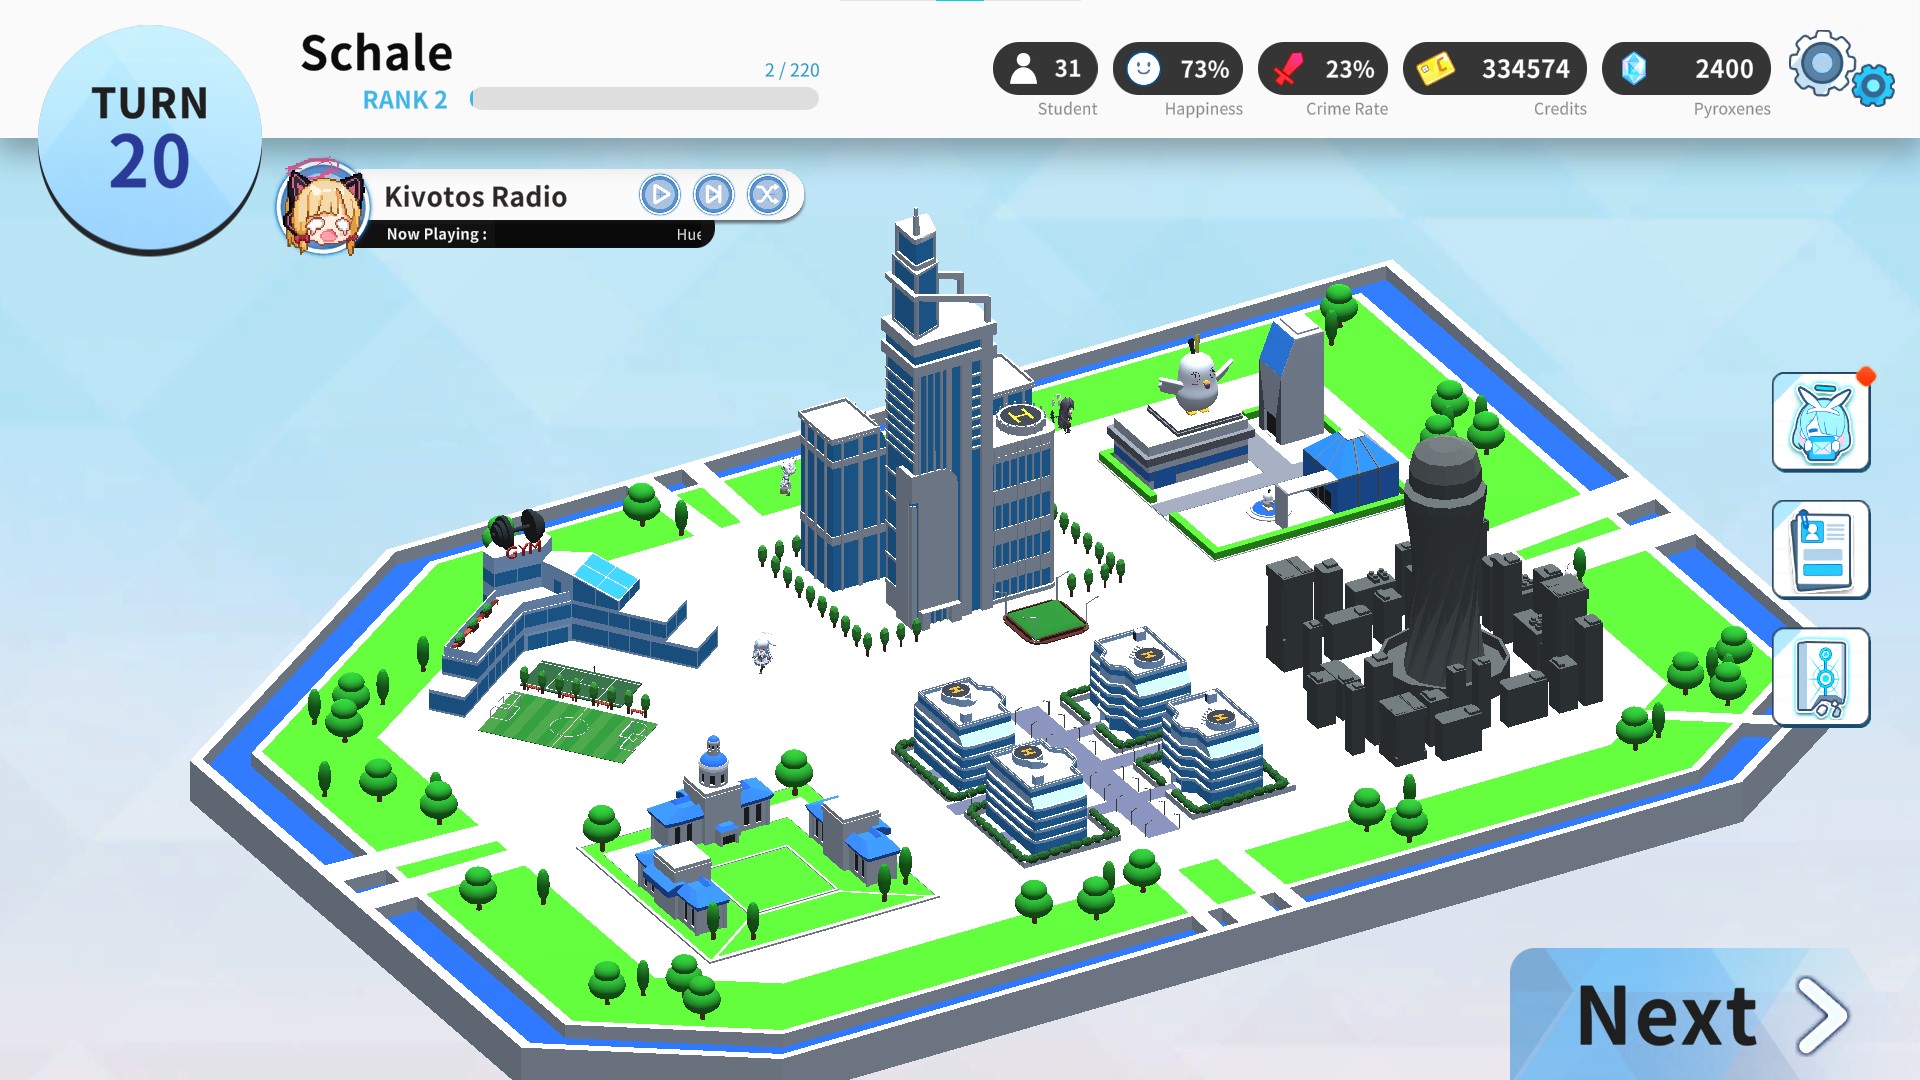 TURN
20
Schale
RANK 2
2 / 220
31
Student
73%
Happiness
23%
Crime Rate
334574
Credits
2400
Pyroxenes
Kivotos Radio
Now Playing :
Hue
GYM
H
H
H
H
H
Next